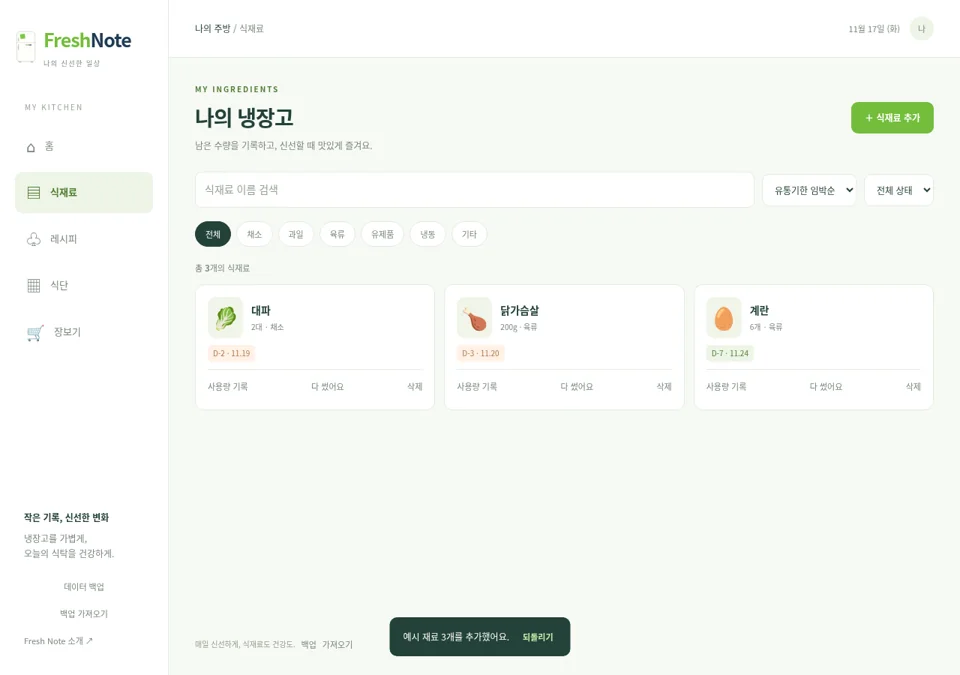 FreshNote
나의 신선한 일상
MY KITCHEN
홈
식재료
레시피
식단
장보기
작은 기록, 신선한 변화
냉장고를 가볍게,
오늘의 식탁을 건강하게.
데이터 백업
백업 가져오기
Fresh Note 소개 ↗
나의 주방 / 식재료
11월 17일 (화)
나
MY INGREDIENTS
나의 냉장고
남은 수량을 기록하고, 신선할 때 맛있게 즐겨요.
+ 식재료 추가
식재료 이름 검색
유통기한 임박순
전체 상태
전체 채소 과일 육류 유제품 냉동 기타
총 3개의 식재료
대파
2대 · 채소
D-2 · 11.19
사용량 기록 다 썼어요 삭제
닭가슴살
200g · 육류
D-3 · 11.20
사용량 기록 다 썼어요 삭제
계란
6개 · 육류
D-7 · 11.24
사용량 기록 다 썼어요 삭제
매일 신선하게, 식재료도 건강도. 백업 가져오기
예시 재료 3개를 추가했어요. 되돌리기